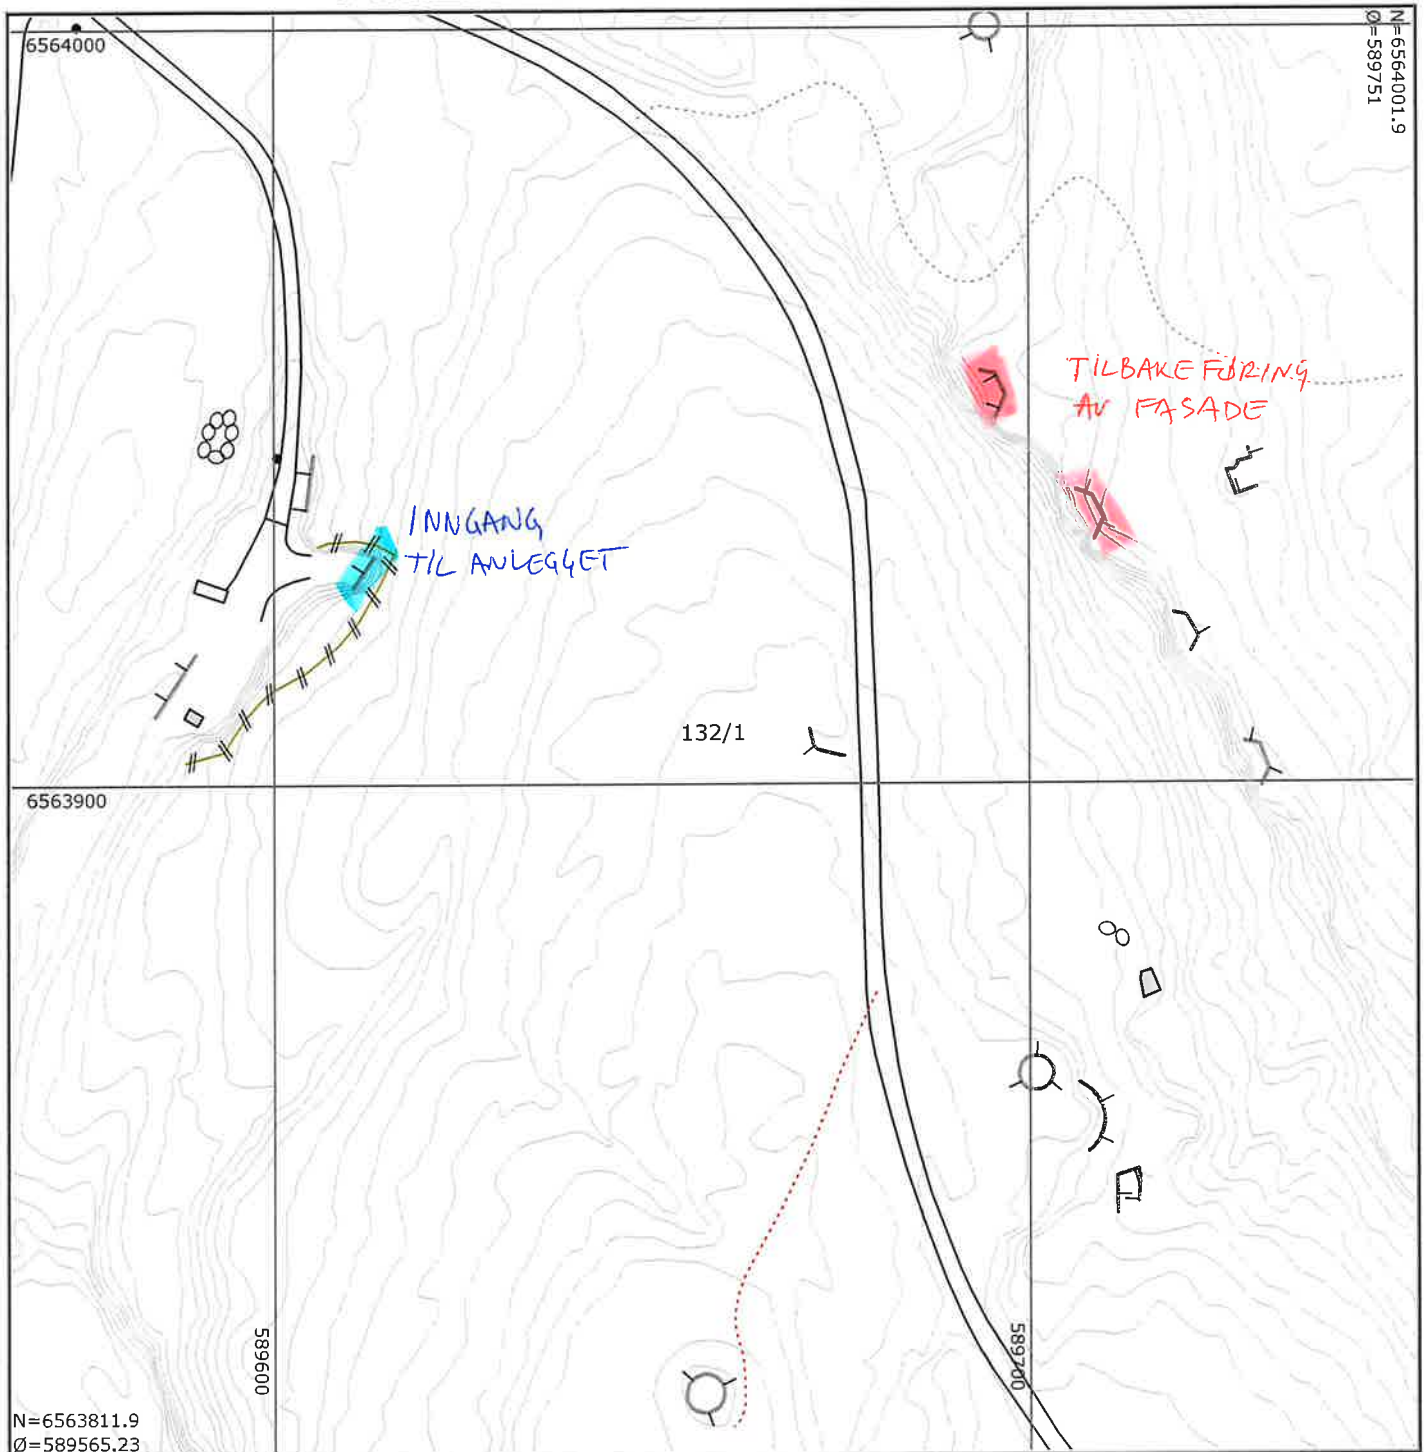 6564000
N=6564001.9
Ø=589751
TILBAKEFØRING
AV FASADE
INNGANG
TIL ANLEGGET
132/1
6563900
589600
589700
N=6563811.9
Ø=589565.23